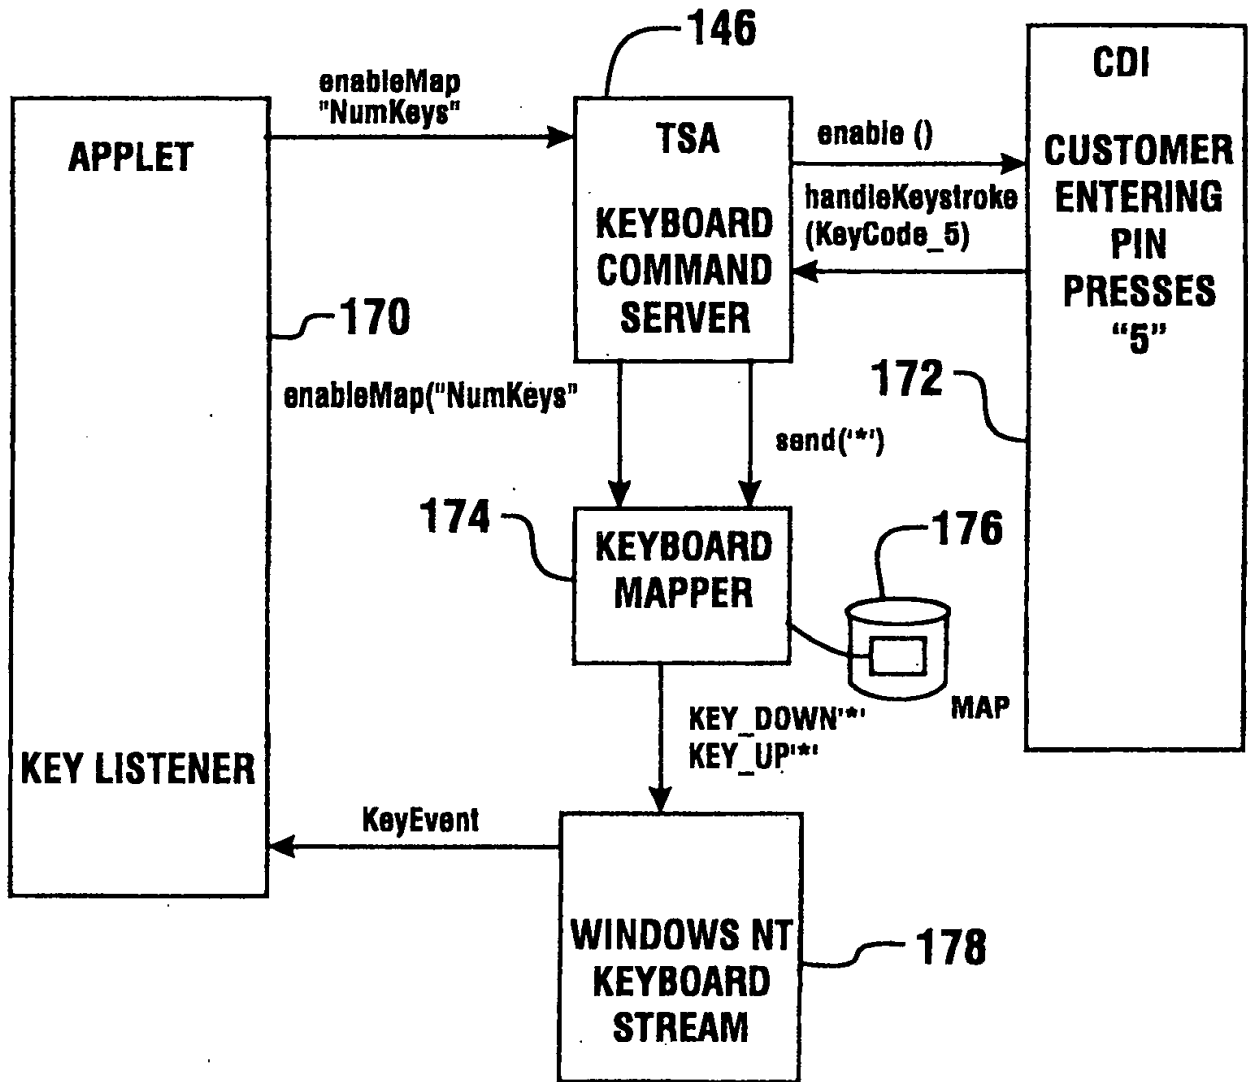 146
enableMap
"NumKeys"
APPLET
TSA
KEYBOARD
COMMAND
SERVER
enable ()
handleKeystroke
(KeyCode_5)
CDI
CUSTOMER
ENTERING
PIN
PRESSES
“5”
170
172
enableMap("NumKeys"
send('*')
174
KEYBOARD
MAPPER
176
MAP
KEY_DOWN'*'
KEY_UP'*'
KEY LISTENER
KeyEvent
WINDOWS NT
KEYBOARD
STREAM
178